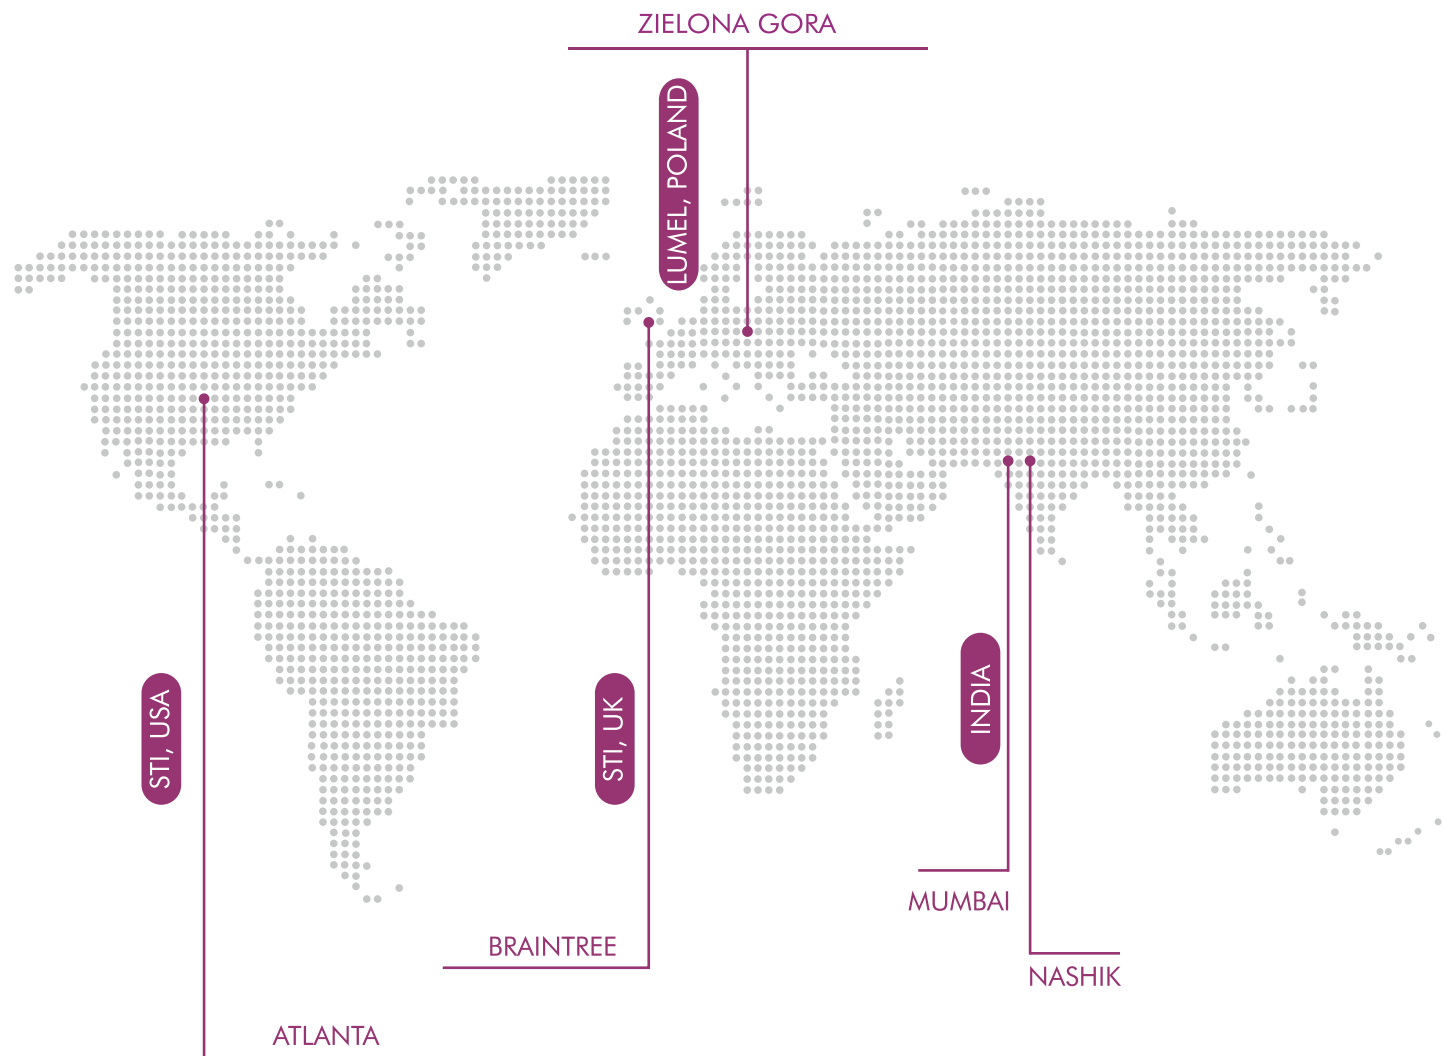 ZIELONA GORA
LUMEL, POLAND
STI, USA
STI, UK
INDIA
MUMBAI
BRAINTREE
NASHIK
ATLANTA